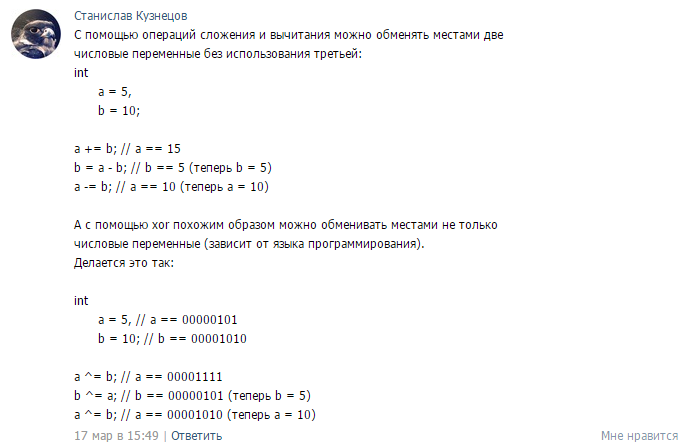 Станислав Кузнецов
С помощью операций сложения и вычитания можно обменять местами две
числовые переменные без использования третьей:
int
a = 5,
b = 10;
a += b; // a == 15
b = a - b; // b == 5 (теперь b = 5)
a -= b; // a == 10 (теперь a = 10)
А с помощью xor похожим образом можно обменивать местами не только
числовые переменные (зависит от языка программирования).
Делается это так:
int
a = 5, // a == 00000101
b = 10; // b == 00001010
a ^= b; // a == 00001111
b ^= a; // b == 00000101 (теперь b = 5)
a ^= b; // a == 00001010 (теперь a = 10)
17 мар в 15:49 | Ответить Мне нравится